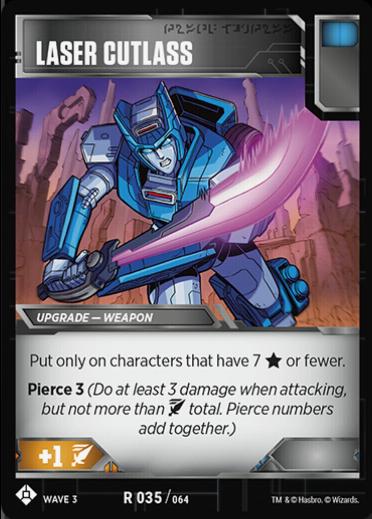 LASER CUTLASS
UPGRADE — WEAPON
Put only on characters that have 7 ★ or fewer.
Pierce 3 (Do at least 3 damage when attacking,
but not more than total. Pierce numbers
add together.)
+1
WAVE 3 R 035/064 TM & © Hasbro. © Wizards.